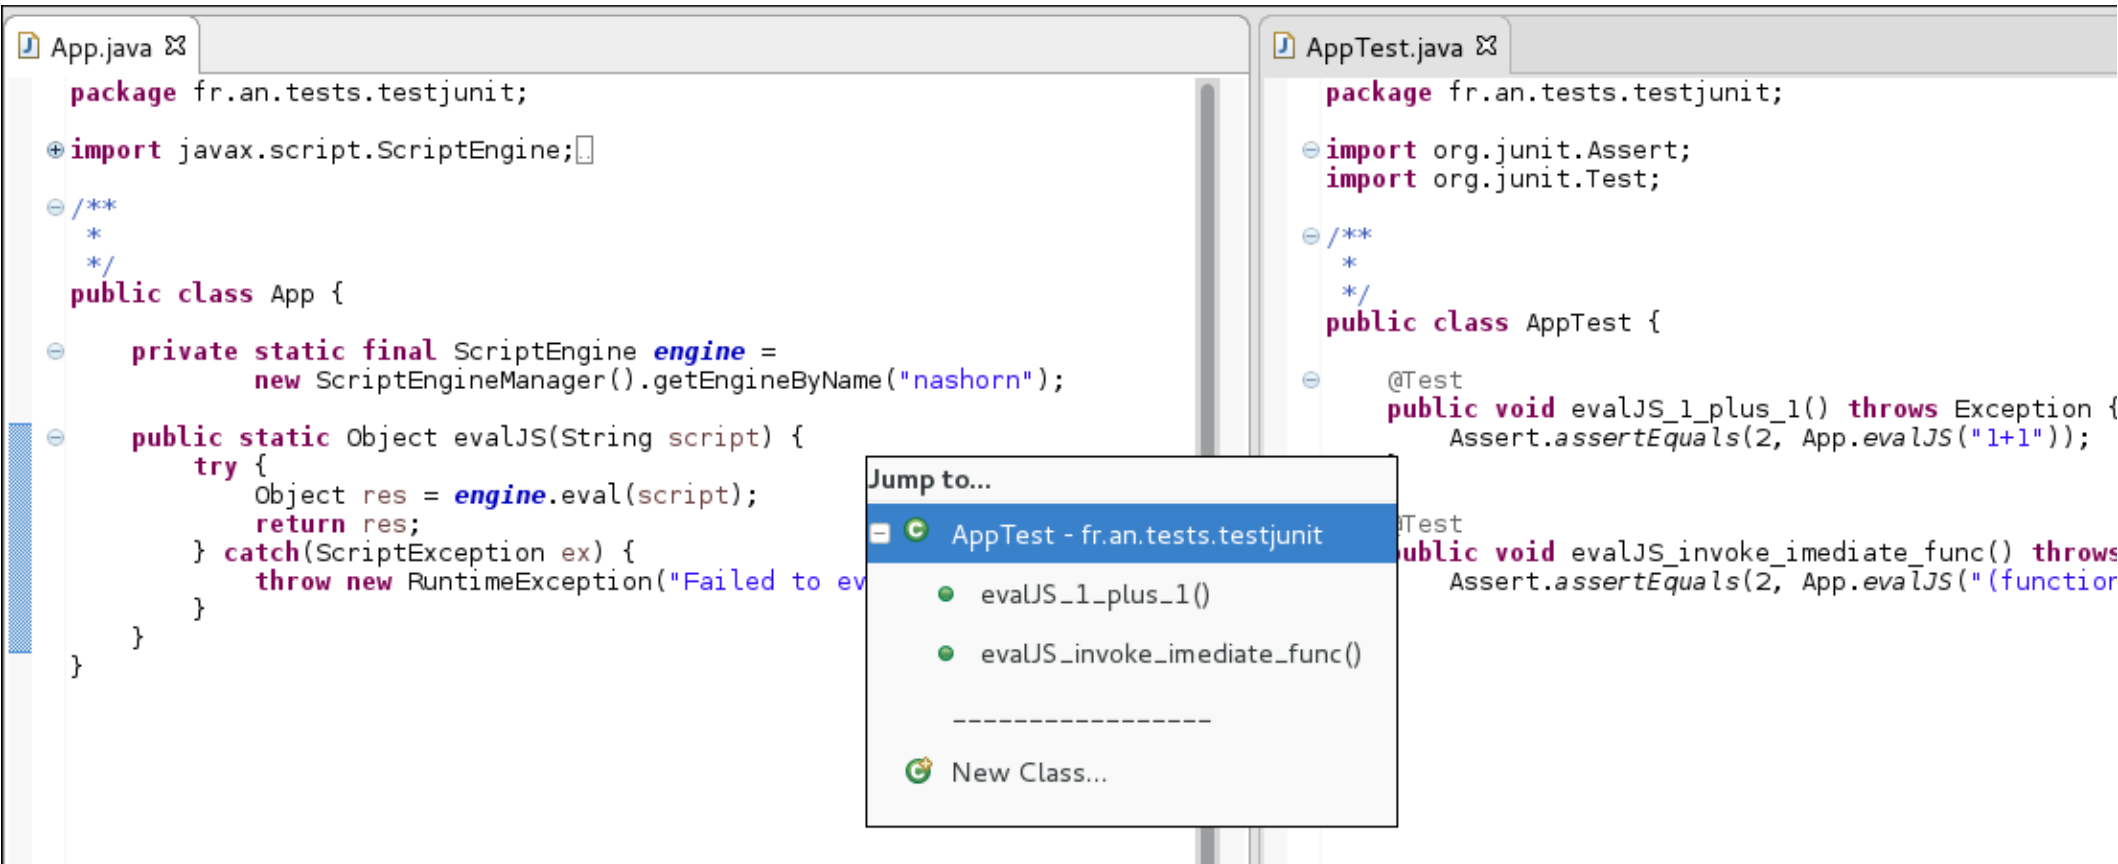 App.java
package fr.an.tests.testjunit;
import javax.script.ScriptEngine;
/**
*
*/
public class App {
private static final ScriptEngine engine =
new ScriptEngineManager().getEngineByName("nashorn");
public static Object evalJS(String script) {
try {
Object res = engine.eval(script);
return res;
} catch(ScriptException ex) {
throw new RuntimeException("Failed to ev
}
}
}
Jump to...
AppTest - fr.an.tests.testjunit
evalJS_1_plus_1()
evalJS_invoke_imediate_func()
-----------------
New Class...
AppTest.java
package fr.an.tests.testjunit;
import org.junit.Assert;
import org.junit.Test;
/**
*
*/
public class AppTest {
@Test
public void evalJS_1_plus_1() throws Exception {
Assert.assertEquals(2, App.evalJS("1+1"));
@Test
public void evalJS_invoke_imediate_func() throws
Assert.assertEquals(2, App.evalJS("(function